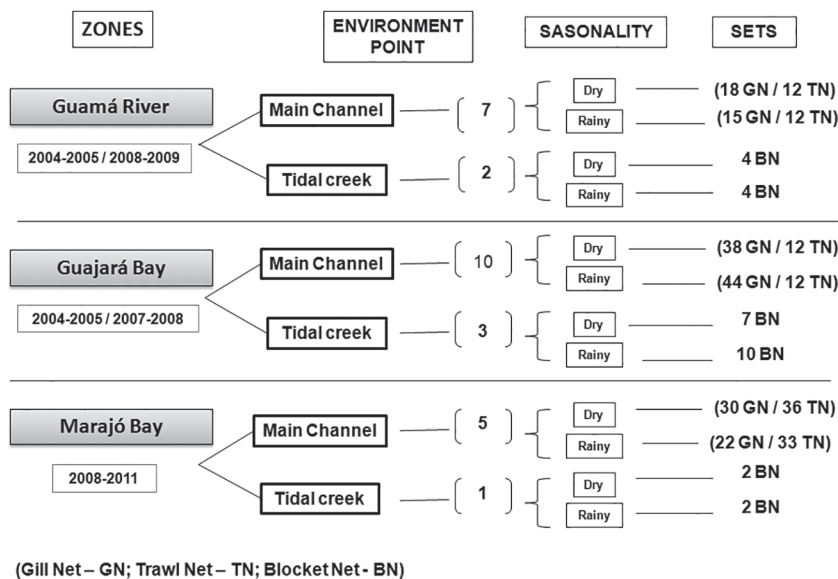 ZONES
ENVIRONMENT
POINT
SASONALITY
SETS
Guamá River
2004-2005 / 2008-2009
Main Channel
7
Dry
(18 GN / 12 TN)
Rainy
(15 GN / 12 TN)
Tidal creek
2
Dry
4 BN
Rainy
4 BN
Guajará Bay
2004-2005 / 2007-2008
Main Channel
10
Dry
(38 GN / 12 TN)
Rainy
(44 GN / 12 TN)
Tidal creek
3
Dry
7 BN
Rainy
10 BN
Marajó Bay
2008-2011
Main Channel
5
Dry
(30 GN / 36 TN)
Rainy
(22 GN / 33 TN)
Tidal creek
1
Dry
2 BN
Rainy
2 BN
(Gill Net – GN; Trawl Net – TN; Blocket Net - BN)